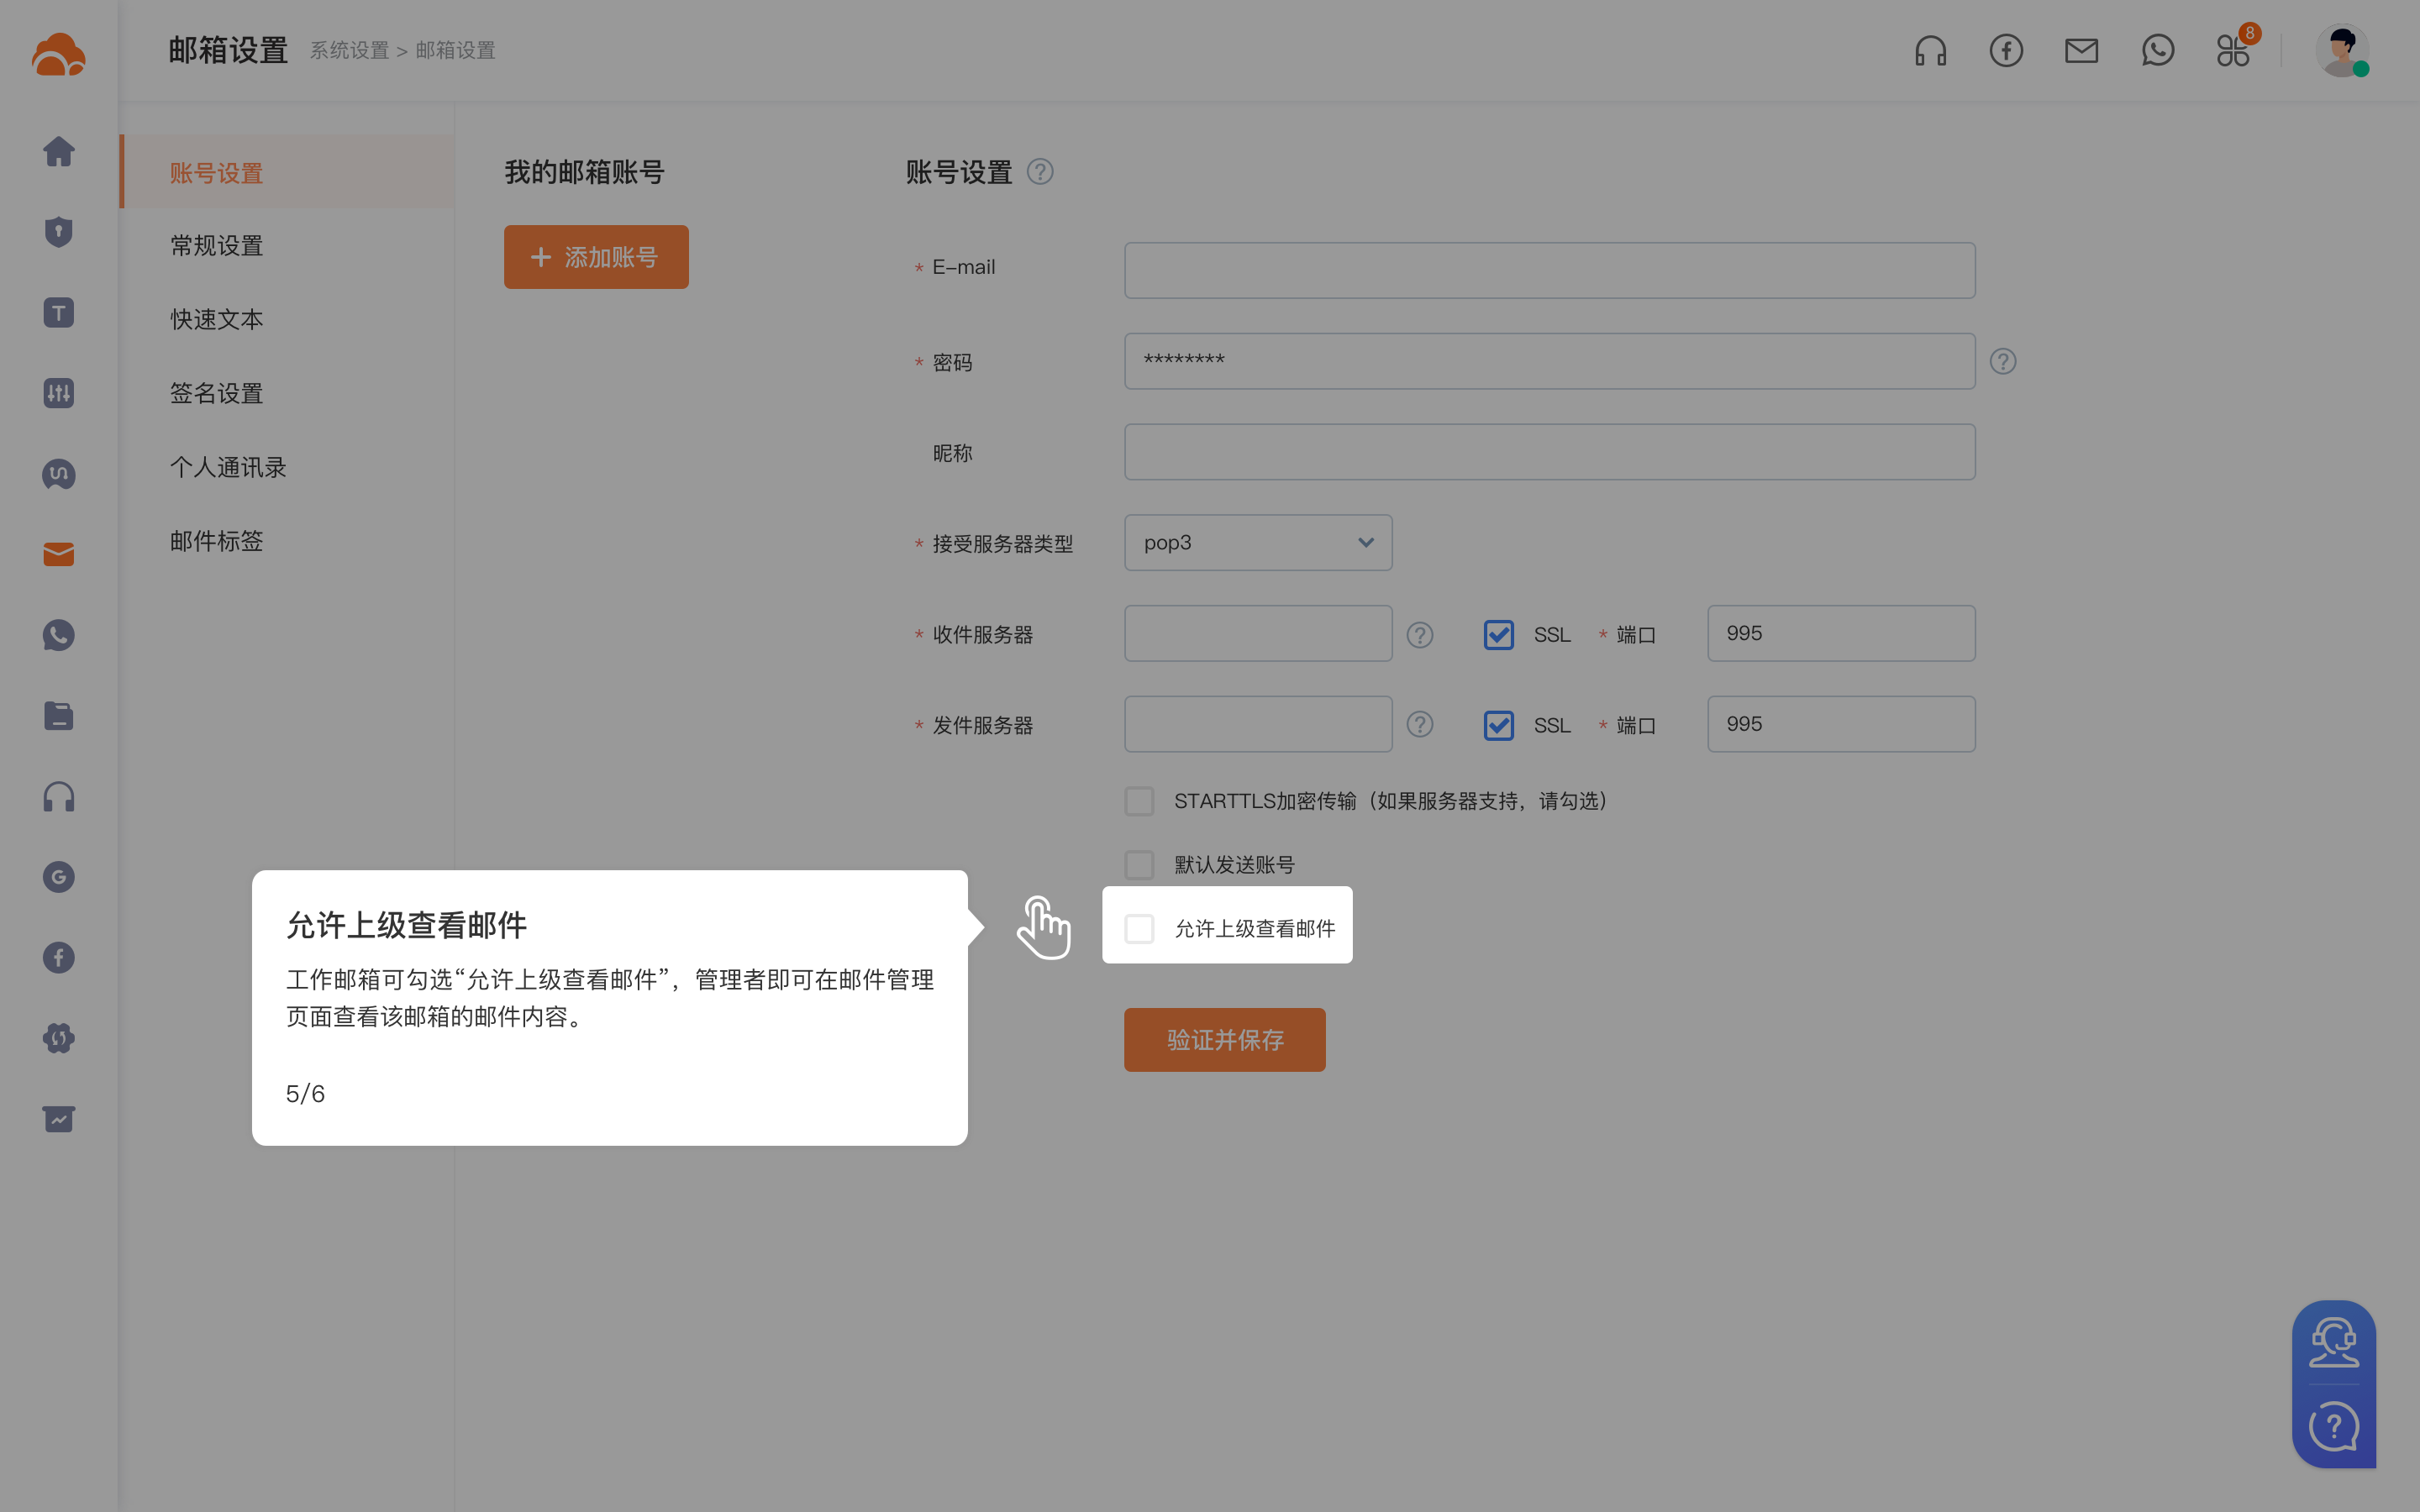 邮箱设置 系统设置 > 邮箱设置
8
账号设置
常规设置
快速文本
签名设置
个人通讯录
邮件标签
我的邮箱账号
+ 添加账号
账号设置 ?
* E-mail
* 密码 ******** ?
昵称
* 接受服务器类型 pop3
* 收件服务器 ? SSL * 端口 995
* 发件服务器 ? SSL * 端口 995
STARTTLS加密传输（如果服务器支持，请勾选）
默认发送账号
允许上级查看邮件
验证并保存
允许上级查看邮件
工作邮箱可勾选“允许上级查看邮件”，管理者即可在邮件管理
页面查看该邮箱的邮件内容。
5/6